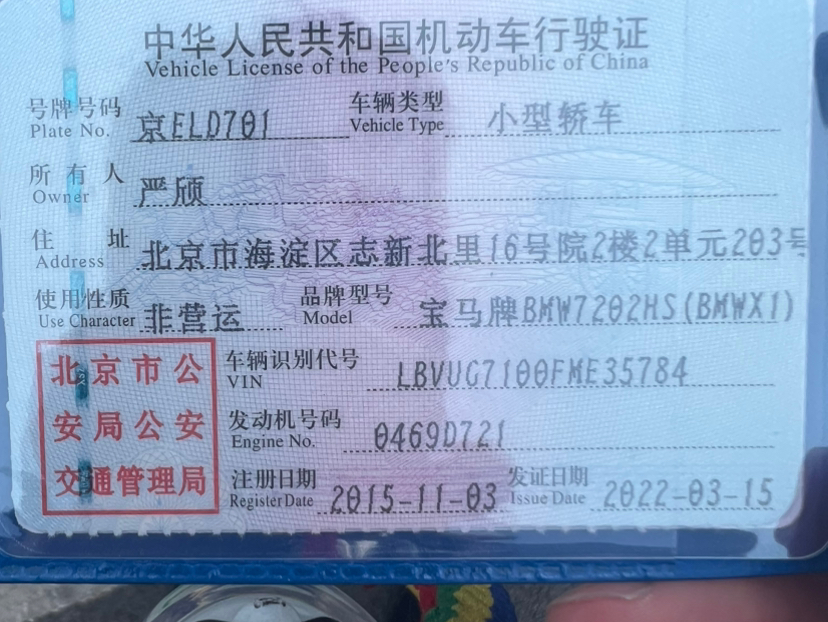 中华人民共和国机动车行驶证
Vehicle License of the People's Republic of China
号牌号码 京ELD701 车辆类型 小型轿车
Plate No. Vehicle Type
所有人 严颀
Owner
住址 北京市海淀区志新北里16号院2楼2单元203号
Address
使用性质 非营运 品牌型号 宝马牌BMW7202HS(BMWX1)
Use Character Model
北京市公
安局公安
交通管理局
车辆识别代号 LBVUG7100FME35784
VIN
发动机号码 0469D721
Engine No.
注册日期 2015-11-03 发证日期 2022-03-15
Register Date Issue Date